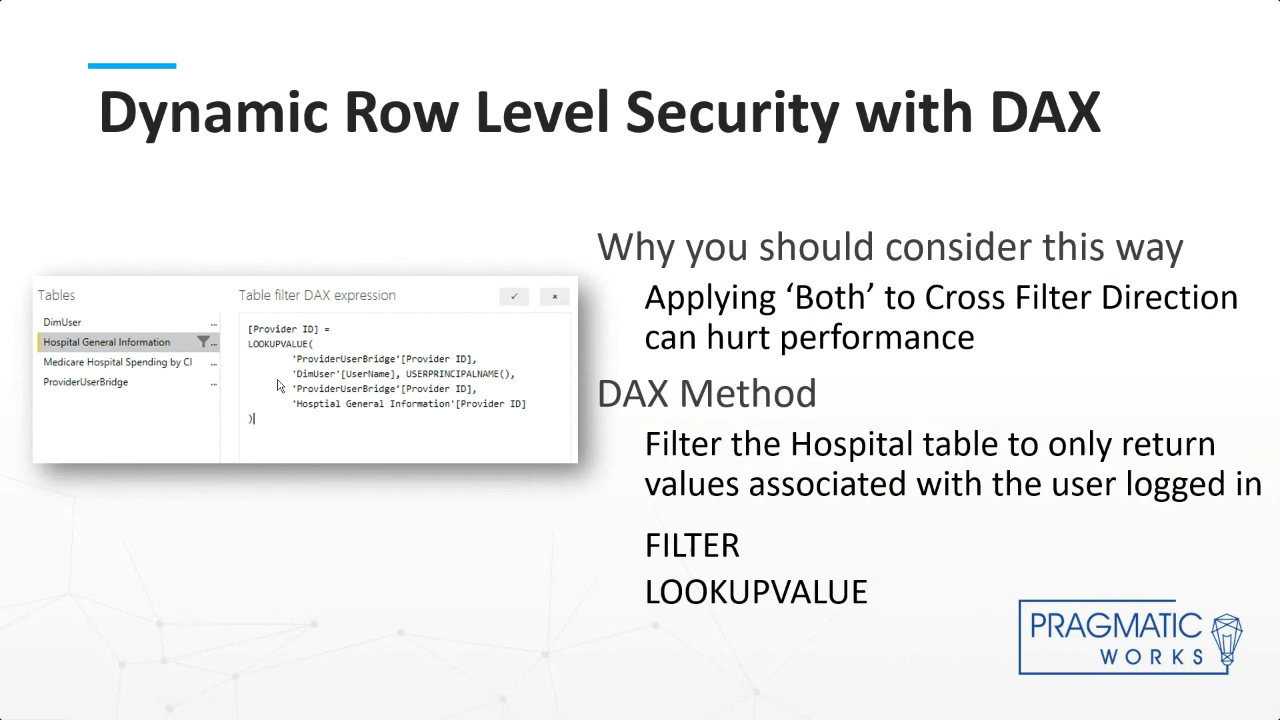 Dynamic Row Level Security with DAX
Tables
DimUser
...
Hospital General Information
...
Medicare Hospital Spending by Cl
...
ProviderUserBridge
...
Table filter DAX expression
[Provider ID] =
LOOKUPVALUE(
'ProviderUserBridge'[Provider ID],
'DimUser'[UserName], USERPRINCIPALNAME(),
'ProviderUserBridge'[Provider ID],
'Hosptial General Information'[Provider ID]
)
Why you should consider this way
Applying ‘Both’ to Cross Filter Direction
can hurt performance
DAX Method
Filter the Hospital table to only return
values associated with the user logged in
FILTER
LOOKUPVALUE
PRAGMATIC
WORKS